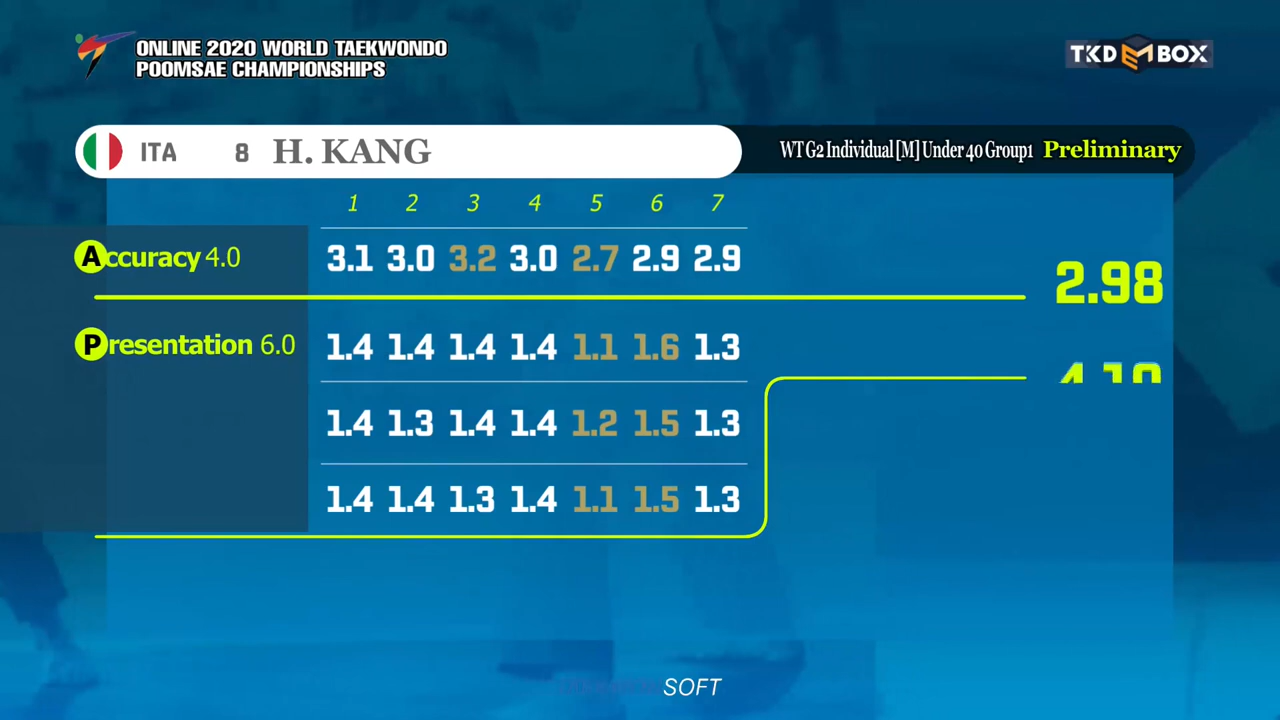 ONLINE 2020 WORLD TAEKWONDO
POOMSAE CHAMPIONSHIPS
TKD BOX
ITA 8 H. KANG
WT G2 Individual [M] Under 40 Group1 Preliminary
1 2 3 4 5 6 7
Accuracy 4.0 3.1 3.0 3.2 3.0 2.7 2.9 2.9
2.98
Presentation 6.0 1.4 1.4 1.4 1.4 1.1 1.6 1.3
1.4 1.3 1.4 1.4 1.2 1.5 1.3
1.4 1.4 1.3 1.4 1.1 1.5 1.3
SOFT